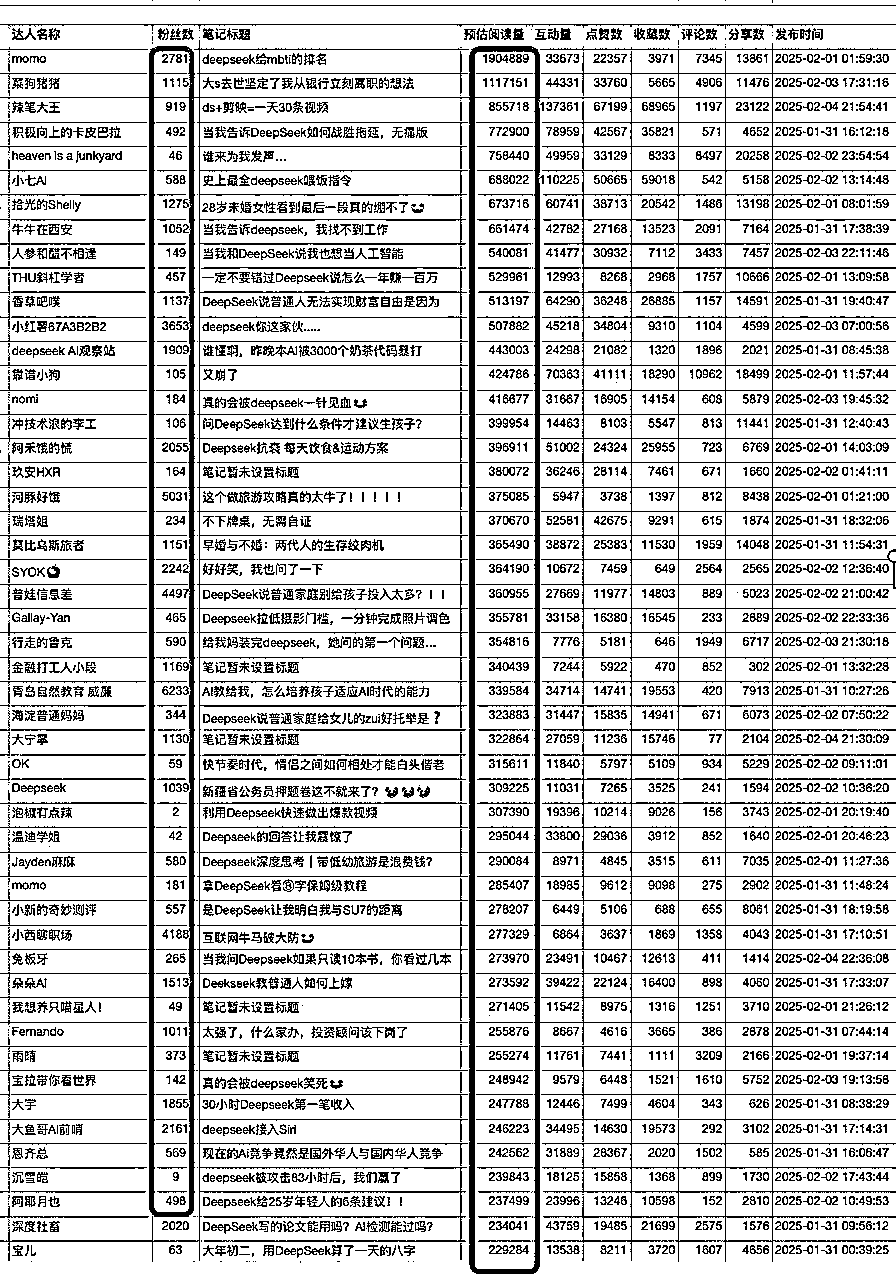 达人名称 粉丝数 笔记标题 预估阅读量 互动量 点赞数 收藏数 评论数 分享数 发布时间
momo 2781 deepseek给mbti的排名 1904889 33673 22357 3971 7345 13861 2025-02-01 01:59:30
菜狗猪猪 1115 大s去世坚定了我从银行立刻离职的想法 1117151 44331 33760 5665 4906 11476 2025-02-03 17:31:16
辣笔大王 919 ds+剪映=一天30条视频 855718 137361 67199 68965 1197 23122 2025-02-04 21:54:41
积极向上的卡皮巴拉 492 当我告诉DeepSeek如何战胜拖延，无痛版 772900 78959 42567 35821 571 4652 2025-01-31 16:12:18
heaven is a junkyard 46 谁来为我发声... 756440 49959 33129 8333 8497 20258 2025-02-02 23:54:54
小七AI 588 史上最全deepseek喂饭指令 688022 110225 50665 59018 542 5158 2025-02-02 13:14:48
拾光的Shelly 1275 28岁未婚女性看到最后一段真的绷不了 673716 60741 38713 20542 1486 13198 2025-02-01 08:01:59
牛牛在西安 1052 当我告诉deepseek，我找不到工作 661474 42782 27168 13523 2091 7164 2025-01-31 17:38:39
人参和醋不相逢 149 当我和DeepSeek说我也想当人工智能 540081 41477 30932 7112 3433 7457 2025-02-03 22:11:46
THU斜杠学者 457 一定不要错过Deepseek说怎么一年赚一百万 529961 12993 8268 2968 1757 10666 2025-02-01 13:09:58
香草吧噗 1137 DeepSeek说普通人无法实现财富自由是因为 513197 64290 36248 26885 1157 14591 2025-01-31 19:40:47
小红薯67A3B2B2 3653 deepseek你这家伙..... 507882 45218 34804 9310 1104 4599 2025-02-03 07:00:56
deepseek AI观察站 1909 谁懂啊，昨晚本AI被3000个奶茶代码暴打 443003 24298 21082 1320 1896 2021 2025-01-31 08:45:38
靠谱小狗 105 又崩了 424786 70363 41111 18290 10962 18499 2025-02-01 11:57:44
nomi 184 真的会被deepseek一针见血 416677 31667 16905 14154 608 5879 2025-02-03 19:45:32
冲技术浪的李工 106 问DeepSeek达到什么条件才建议生孩子? 399954 14463 8103 5547 813 11441 2025-01-31 12:40:43
阿禾饿的慌 2055 Deepseek抗衰 每天饮食&运动方案 396911 51002 24324 25955 723 6769 2025-02-01 14:03:09
玖安HXR 164 笔记暂未设置标题 380072 36246 28114 7461 671 1660 2025-02-02 01:41:11
河豚好饿 5031 这个做旅游攻略真的太牛了！！！！！ 375085 5947 3738 1397 812 8438 2025-02-01 01:21:00
瑞塔姐 234 不下牌桌，无需自证 370670 52581 42675 9291 615 1874 2025-01-31 18:32:06
莫比乌斯旅者 1151 早婚与不婚：两代人的生存绞肉机 365490 38872 25383 11530 1959 14048 2025-01-31 11:54:31
SYOK 2242 好好笑，我也问了一下 364190 10672 7459 649 2564 2565 2025-02-02 12:36:40
普娃信息差 4497 DeepSeek说普通家庭别给孩子投入太多？！！ 360955 27669 11977 14803 889 5023 2025-02-02 21:00:42
Gallay-Yan 465 Deepseek拉低摄影门槛，一分钟完成照片调色 355781 33158 16380 16545 233 2889 2025-02-02 22:33:36
行走的鲁克 590 给我妈装完deepseek，她问的第一个问题... 354816 7776 5181 646 1949 6717 2025-02-03 21:30:18
金融打工人小段 1169 笔记暂未设置标题 340439 7244 5922 470 852 302 2025-02-01 13:32:28
青岛自然教育 威廉 6233 AI教给我，怎么培养孩子适应AI时代的能力 339584 34714 14741 19553 420 7913 2025-01-31 10:27:26
海淀普通妈妈 344 Deepseek说普通家庭给女儿的zui好托举是？ 323883 31447 15835 14941 671 6073 2025-02-02 07:50:22
大宁寧 1130 笔记暂未设置标题 322864 27059 11236 15746 77 2104 2025-02-04 21:30:09
OK 59 快节奏时代，情侣之间如何相处才能白头偕老 315611 11840 5797 5109 934 5229 2025-02-02 09:11:01
Deepseek 1039 新疆省公务员押题卷这不就来了？ 309225 11031 7265 3525 241 1594 2025-02-02 10:36:20
泡椒有点辣 2 利用Deepseek快速做出爆款视频 307390 19396 10214 9026 156 3743 2025-02-01 20:19:40
温迪学姐 42 Deepseek的回答让我震惊了 295044 33800 29036 3912 852 1640 2025-02-01 20:46:23
Jayden麻麻 580 Deepseek深度思考｜带低幼旅游是浪费钱? 290084 8971 4845 3515 611 7035 2025-02-01 11:27:36
momo 181 拿DeepSeek看⑧字保姆级教程 285407 18985 9612 9098 275 2902 2025-01-31 11:48:24
小新的奇妙测评 557 是DeepSeek让我明白我与SU7的距离 278207 6449 5106 688 655 8061 2025-01-31 18:19:58
小西聊职场 4188 互联网牛马破大防 277329 6864 3637 1869 1358 4043 2025-01-31 17:10:51
兔板牙 265 当我问Deepseek如果只读10本书，你看过几本 273970 23491 10467 12613 411 1414 2025-02-04 22:36:08
朵朵AI 1513 Deekseek教普通人如何上嫁 273592 39422 22124 16400 898 4060 2025-01-31 17:33:07
我想养只喵星人! 49 笔记暂未设置标题 271405 11542 8975 1316 1251 3710 2025-02-01 21:26:12
Fernando 1011 太强了，什么家办，投资顾问该下岗了 255876 8667 4616 3665 386 2878 2025-02-01 07:44:14
雨晴 373 笔记暂未设置标题 255274 11761 7441 1111 3209 2166 2025-02-01 19:37:14
宝拉带你看世界 142 真的会被deepseek笑死 248942 9579 6448 1521 1610 5752 2025-02-03 19:13:58
大宇 1855 30小时Deepseek第一笔收入 247788 12446 7499 4604 343 626 2025-02-01 08:38:29
大鱼哥AI前哨 2161 deepseek接入Siri 246223 34495 14630 19573 292 3102 2025-01-31 17:14:31
恩齐总 569 现在的AI竞争竟然是国外华人与国内华人竞争 242562 31889 28367 2020 1502 585 2025-01-31 16:06:47
沉雪皑 9 deepseek被攻击83小时后，我们赢了 239843 18125 15858 1368 899 1730 2025-02-02 17:43:44
阿耶月也 498 Deepseek给25岁年轻人的6条建议！！ 237499 23996 13246 10598 152 2810 2025-02-02 10:49:53
深度社畜 2020 DeepSeek写的论文能用吗？AI检测能过吗? 234041 43759 19485 21699 2575 1576 2025-01-31 09:56:12
宝儿 63 大年初二，用DeepSeek算了一天的八字 229284 13538 8211 3720 1607 4656 2025-01-31 00:39:25